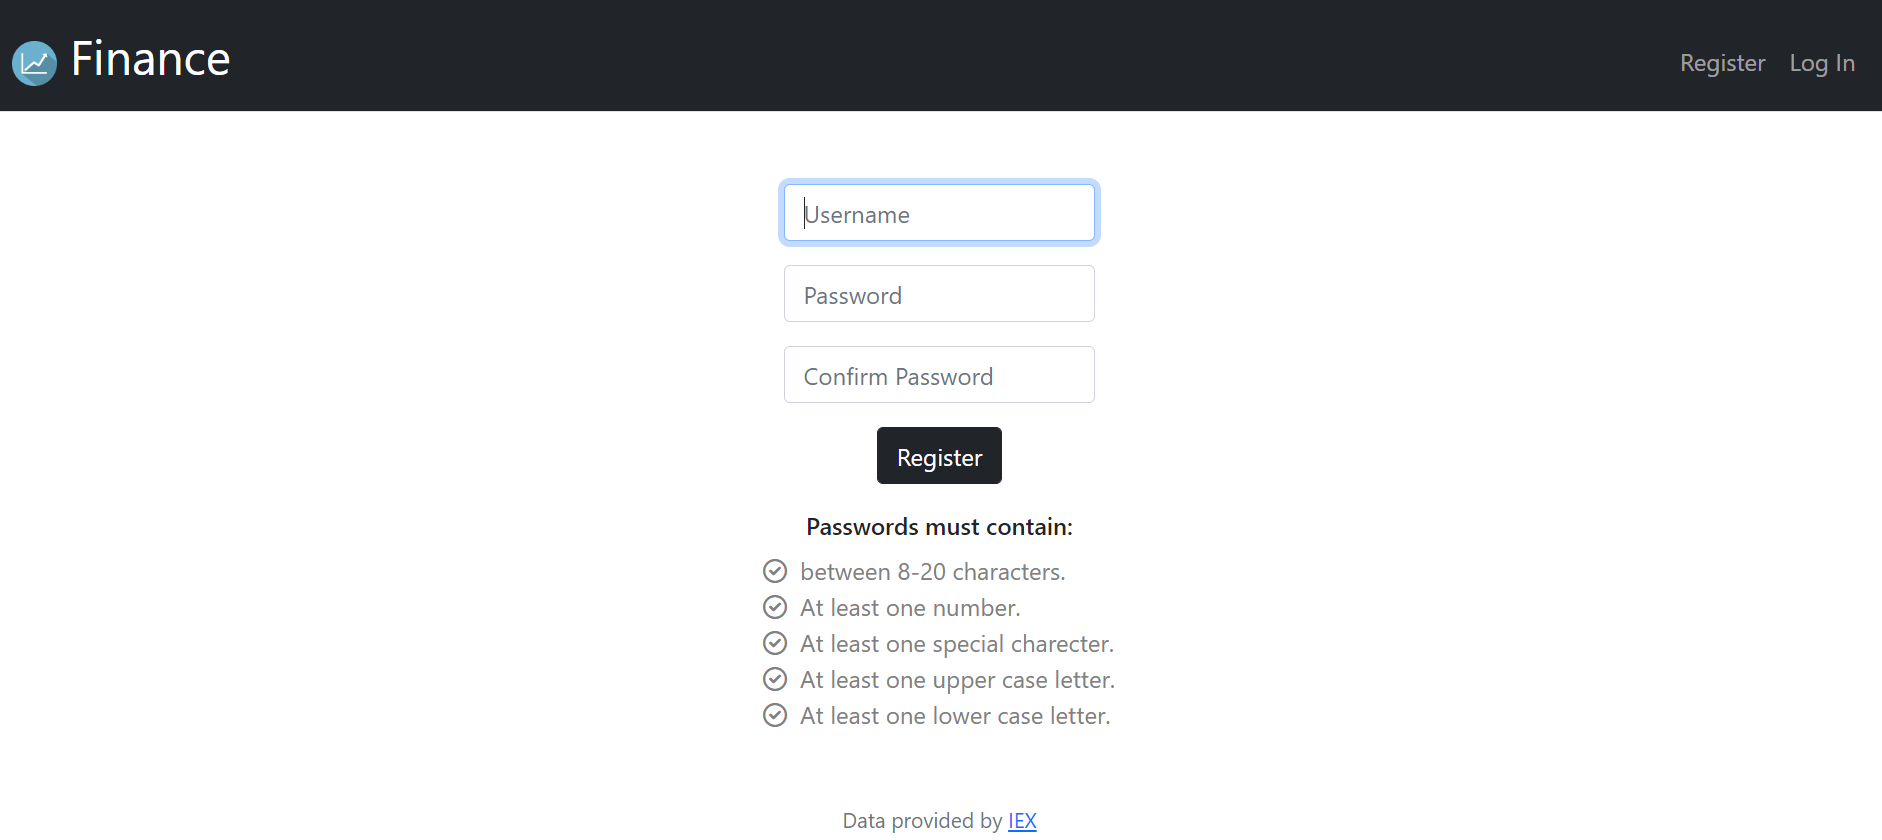 Finance
Register Log In
Username
Password
Confirm Password
Register
Passwords must contain:
between 8-20 characters.
At least one number.
At least one special charecter.
At least one upper case letter.
At least one lower case letter.
Data provided by IEX